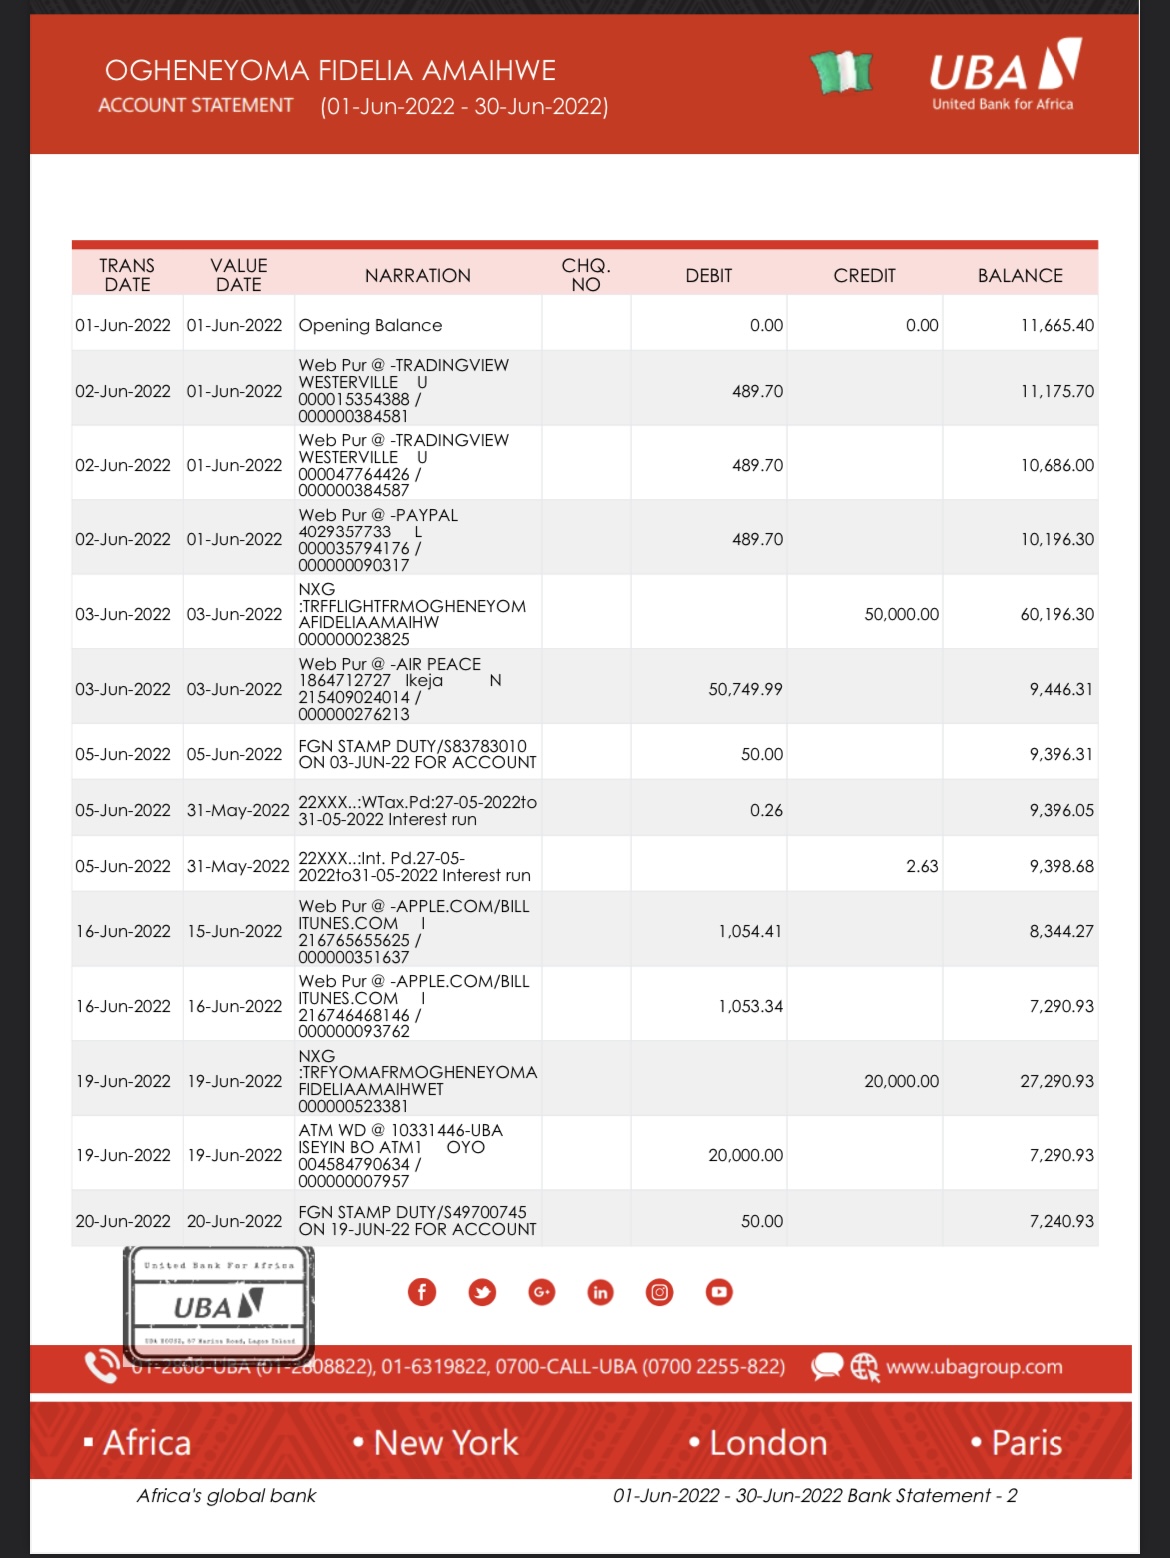 OGHENEYOMA FIDELIA AMAIHWE
ACCOUNT STATEMENT (01-Jun-2022 - 30-Jun-2022)
UBA
United Bank for Africa
TRANS DATE VALUE DATE NARRATION CHQ. NO DEBIT CREDIT BALANCE
01-Jun-2022 01-Jun-2022 Opening Balance 0.00 0.00 11,665.40
Web Pur @ -TRADINGVIEW
WESTERVILLE U
02-Jun-2022 01-Jun-2022 000015354388 / 489.70 11,175.70
000000384581
Web Pur @ -TRADINGVIEW
WESTERVILLE U
02-Jun-2022 01-Jun-2022 000047764426 / 489.70 10,686.00
000000384587
Web Pur @ -PAYPAL
4029357733 L
02-Jun-2022 01-Jun-2022 000035794176 / 489.70 10,196.30
000000090317
NXG
:TRFFLIGHTFRMOGHENEYOM
03-Jun-2022 03-Jun-2022 AFIDELIAAMAIHW 50,000.00 60,196.30
000000023825
Web Pur @ -AIR PEACE
1864712727 Ikeja N
03-Jun-2022 03-Jun-2022 215409024014 / 50,749.99 9,446.31
000000276213
FGN STAMP DUTY/S83783010
05-Jun-2022 05-Jun-2022 ON 03-JUN-22 FOR ACCOUNT 50.00 9,396.31
22XXX..:WTax.Pd:27-05-2022to
05-Jun-2022 31-May-2022 31-05-2022 Interest run 0.26 9,396.05
22XXX..:Int. Pd.27-05-
05-Jun-2022 31-May-2022 2022to31-05-2022 Interest run 2.63 9,398.68
Web Pur @ -APPLE.COM/BILL
ITUNES.COM I
16-Jun-2022 15-Jun-2022 216765655625 / 1,054.41 8,344.27
000000351637
Web Pur @ -APPLE.COM/BILL
ITUNES.COM I
16-Jun-2022 16-Jun-2022 216746468146 / 1,053.34 7,290.93
000000093762
NXG
:TRFYOMAFRMOGHENEYOMA
19-Jun-2022 19-Jun-2022 FIDELIAAMAIHWET 20,000.00 27,290.93
000000523381
ATM WD @ 10331446-UBA
ISEYIN BO ATM1 OYO
19-Jun-2022 19-Jun-2022 004584790634 / 20,000.00 7,290.93
000000007957
FGN STAMP DUTY/S49700745
20-Jun-2022 20-Jun-2022 ON 19-JUN-22 FOR ACCOUNT 50.00 7,240.93
United Bank For Africa
UBA
UBA HOUSE, 57 Marina Road, Lagos Island
01-2808-UBA (01-2808822), 01-6319822, 0700-CALL-UBA (0700 2255-822) www.ubagroup.com
▪ Africa • New York • London • Paris
Africa's global bank 01-Jun-2022 - 30-Jun-2022 Bank Statement - 2